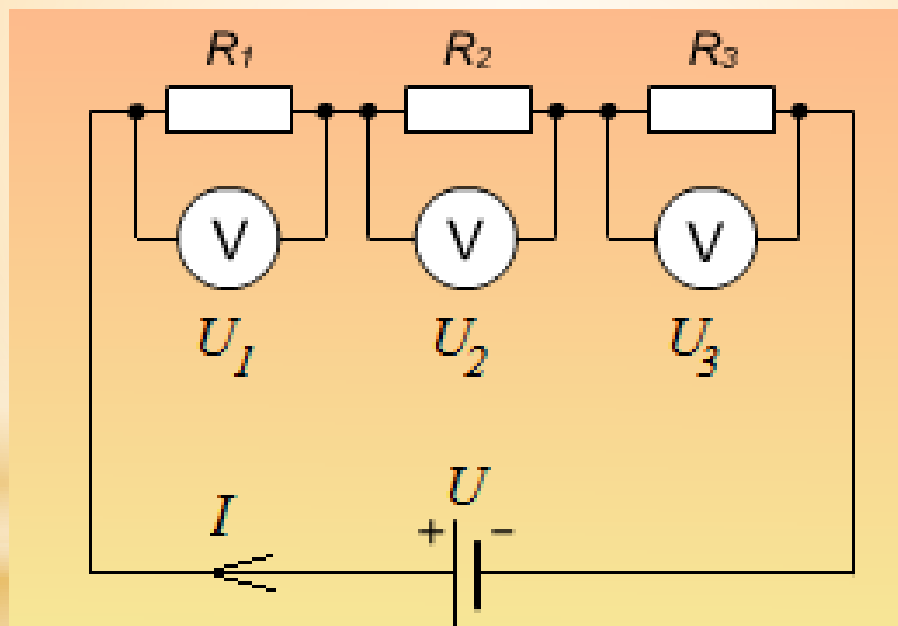 R₁ R₂ R₃
V V V
U₁ U₂ U₃
U
I + −